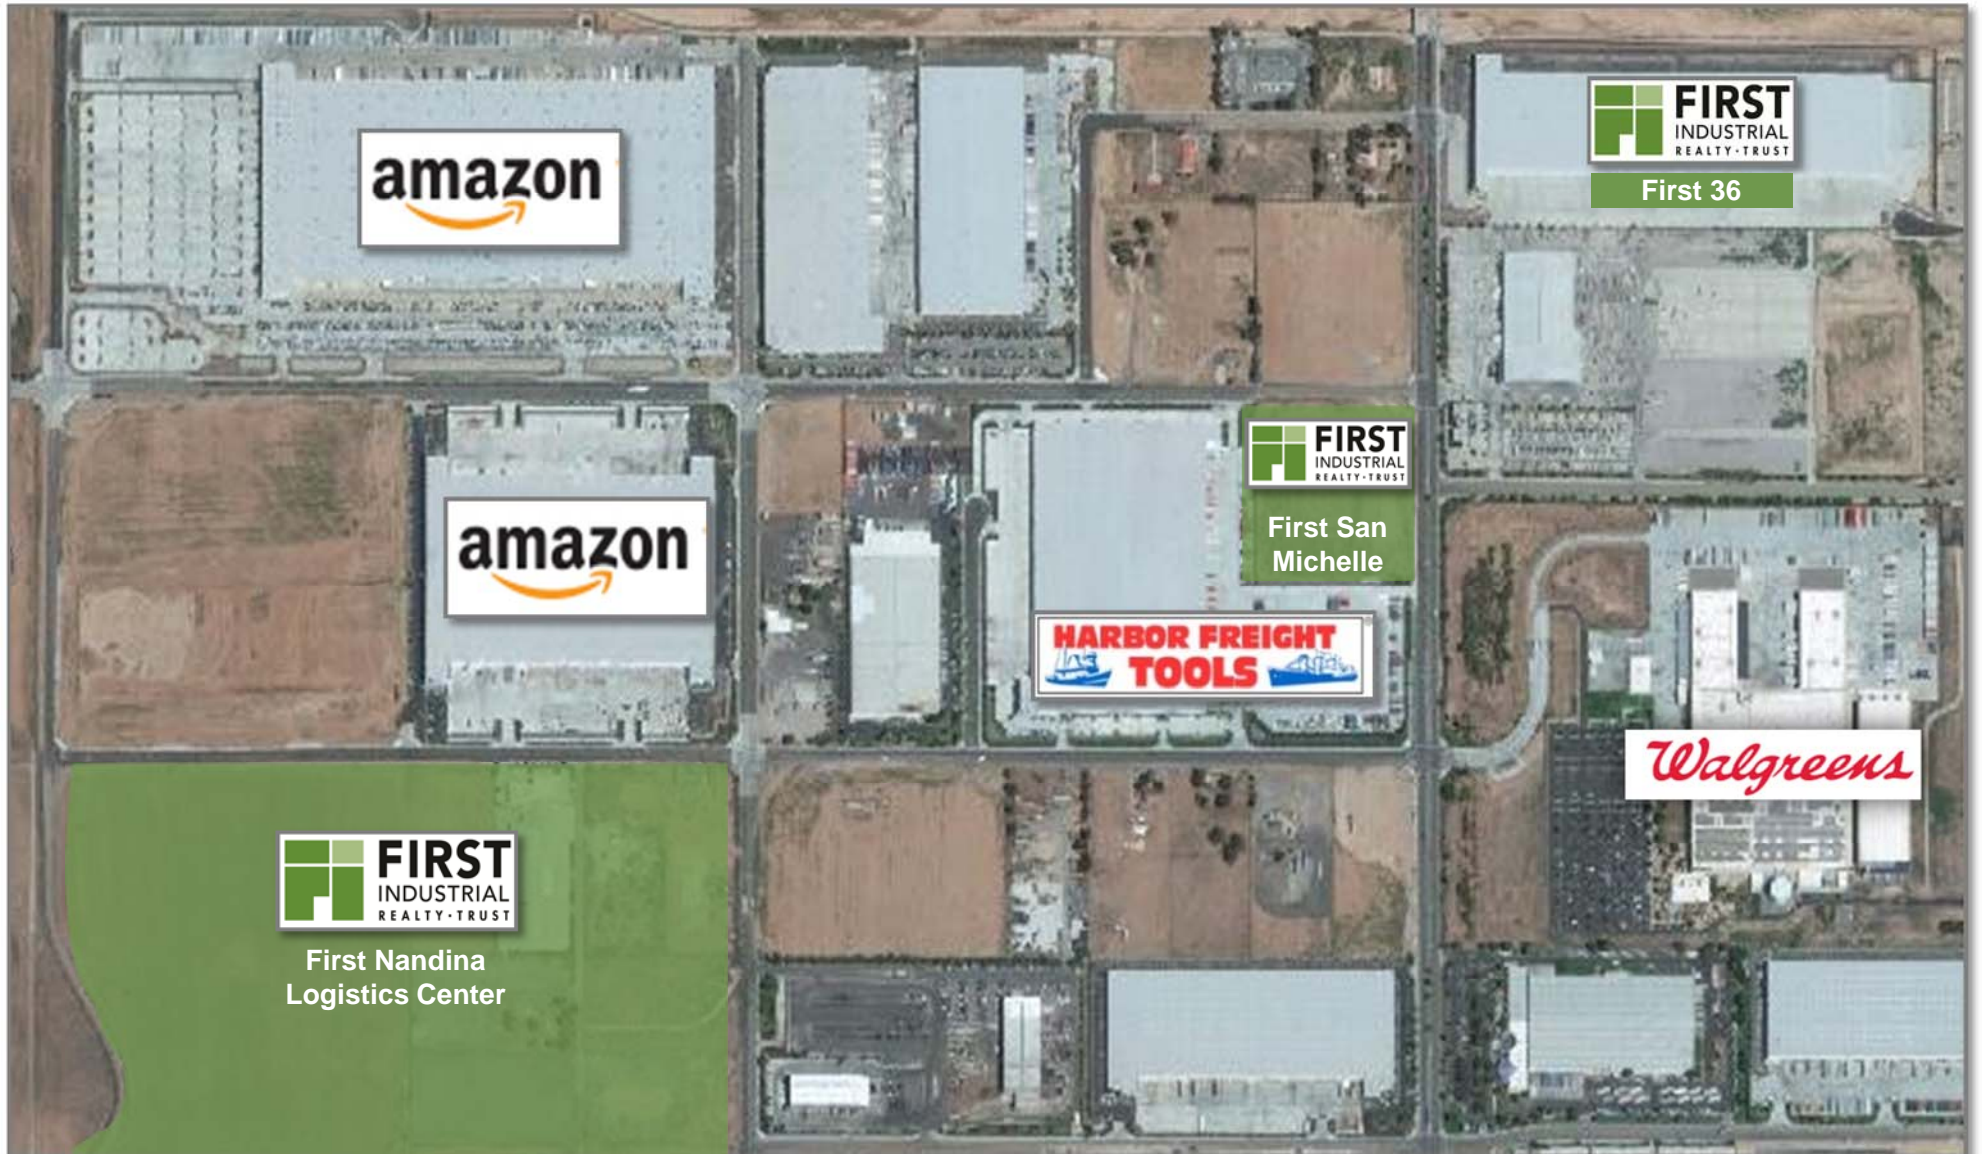 amazon
FIRST
INDUSTRIAL
REALTY·TRUST
First 36
FIRST
INDUSTRIAL
REALTY·TRUST
First San
Michelle
amazon
HARBOR FREIGHT
TOOLS
Walgreens
FIRST
INDUSTRIAL
REALTY·TRUST
First Nandina
Logistics Center